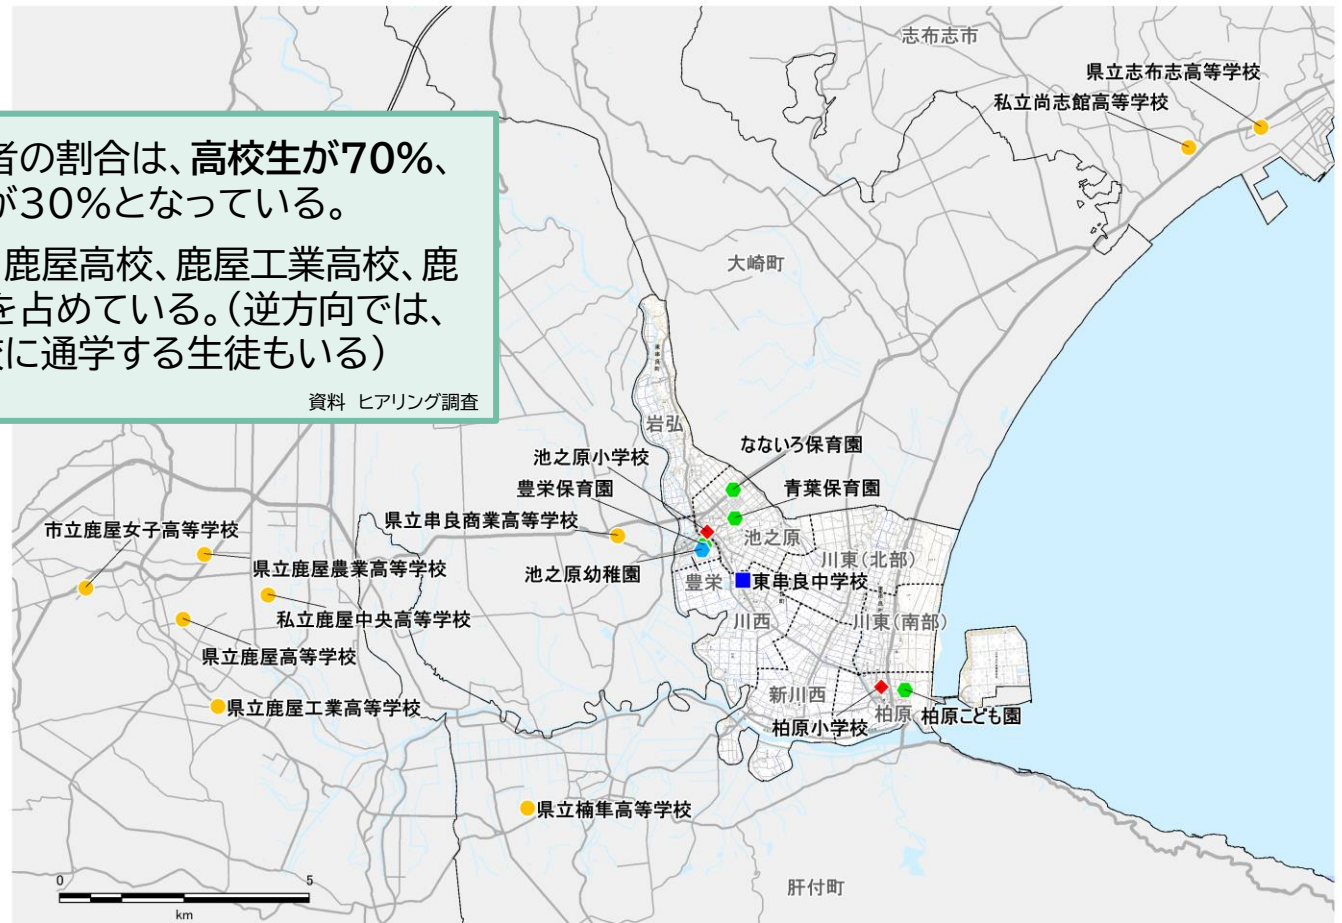 者の割合は、高校生が70%、
が30%となっている。
鹿屋高校、鹿屋工業高校、鹿
を占めている。(逆方向では、
に通学する生徒もいる)
資料 ヒアリング調査
志布志市
県立志布志高等学校
私立尚志館高等学校
大崎町
岩弘
なないろ保育園
池之原小学校
豊栄保育園
青葉保育園
県立串良商業高等学校
市立鹿屋女子高等学校
池之原
川東(北部)
県立鹿屋農業高等学校
池之原幼稚園
豊栄
東串良中学校
私立鹿屋中央高等学校
川西
川東(南部)
県立鹿屋高等学校
新川西
県立鹿屋工業高等学校
柏原
柏原こども園
柏原小学校
県立楠隼高等学校
肝付町
0
5
km